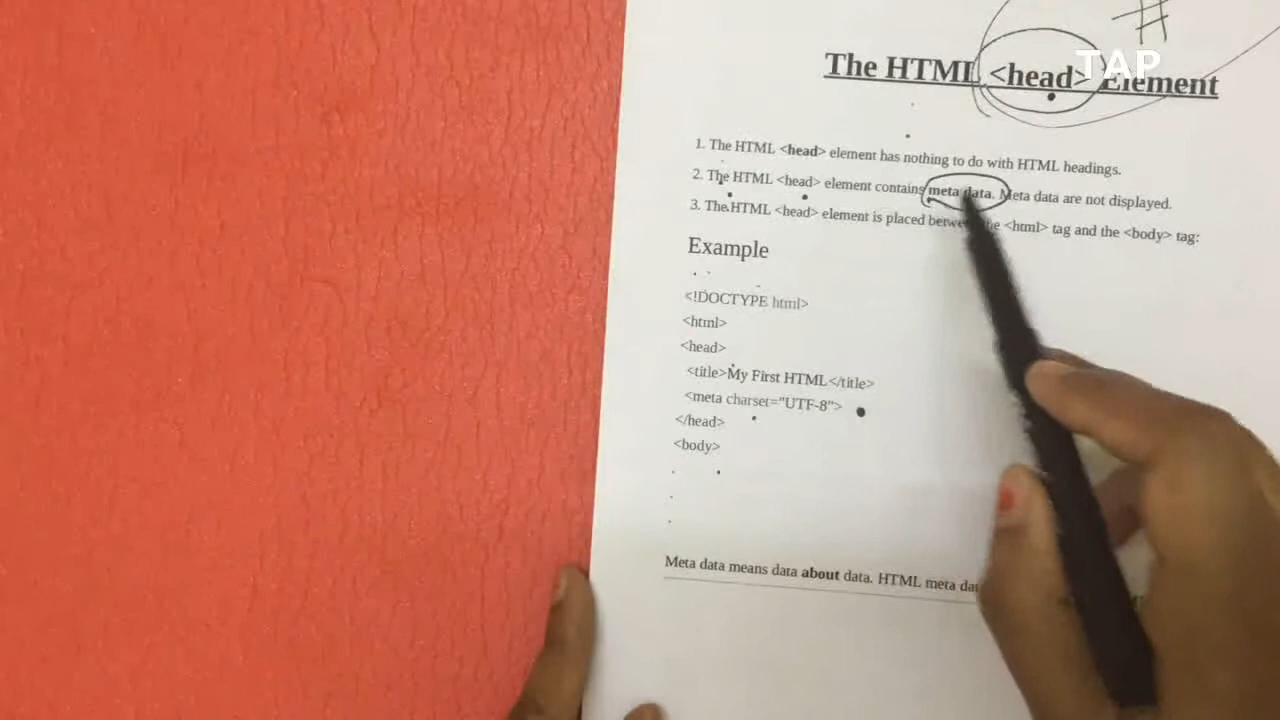 #
TAP
The HTML <head> Element
1. The HTML <head> element has nothing to do with HTML headings.
2. The HTML <head> element contains meta data. Meta data are not displayed.
3. The HTML <head> element is placed the <html> tag and the <body> tag:
Example
<!DOCTYPE html>
<html>
<head>
<title>My First HTML</title>
<meta charset="UTF-8">
</head>
<body>
Meta data means data about data. HTML meta